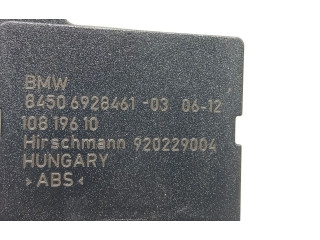 BMW
8450 6928461 -03 06-12
108 196 10
Hirschmann 920229004
HUNGARY
>ABS<